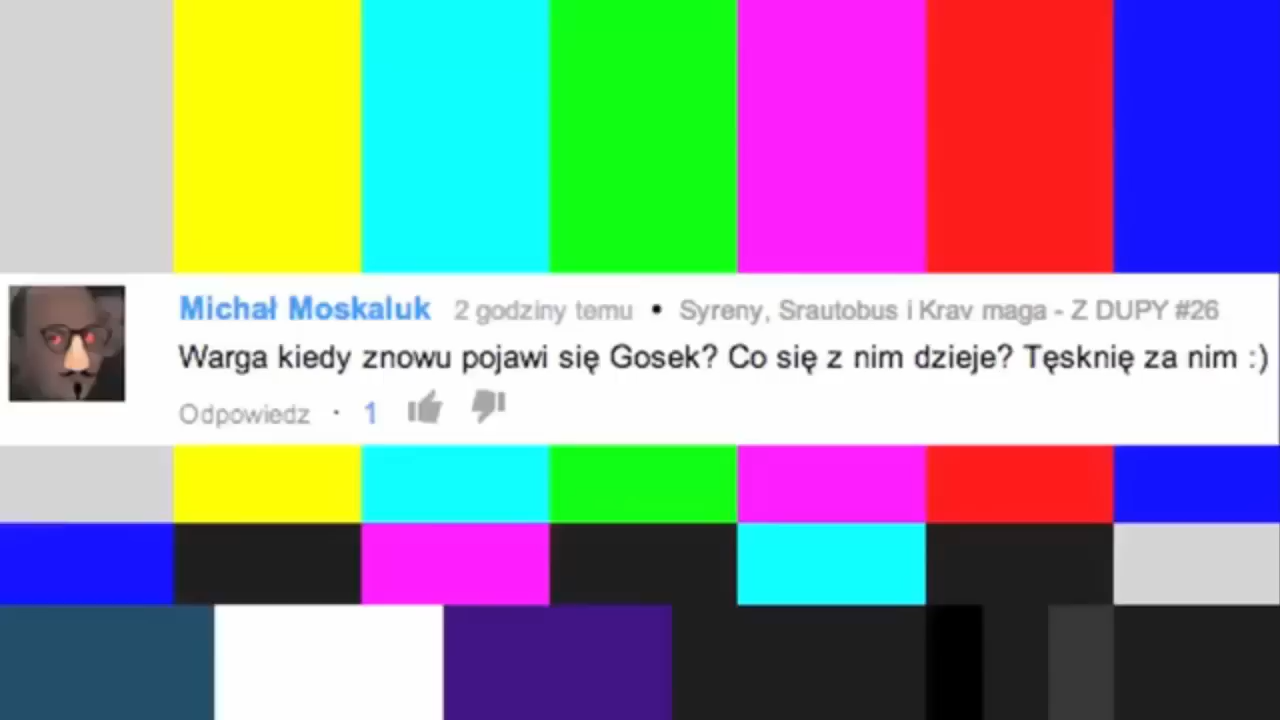 Michał Moskaluk 2 godziny temu • Syreny, Srautobus i Krav maga - Z DUPY #26
Warga kiedy znowu pojawi się Gosek? Co się z nim dzieje? Tęsknię za nim :)
Odpowiedz · 1